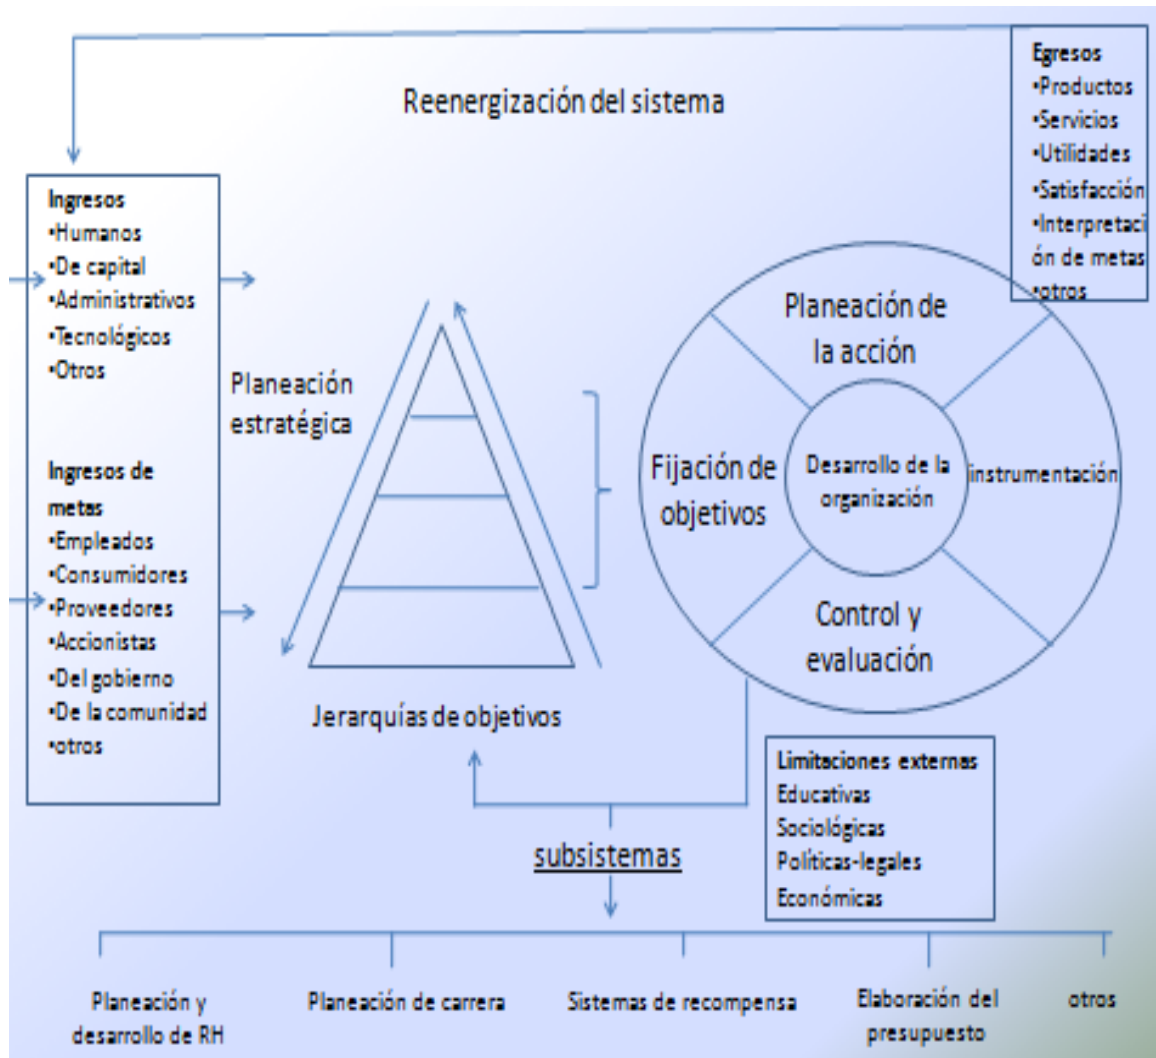 Reenergización del sistema
Egresos
•Productos
•Servicios
•Utilidades
•Satisfacción
•Interpretaci
ón de metas
•otros
Ingresos
•Humanos
•De capital
•Administrativos
•Tecnológicos
•Otros
Ingresos de
metas
•Empleados
•Consumidores
•Proveedores
•Accionistas
•Del gobierno
•De la comunidad
•otros
Planeación
estratégica
Jerarquías de objetivos
Planeación de
la acción
Fijación de
objetivos
Desarrollo de la
organización
instrumentación
Control y
evaluación
Limitaciones externas
Educativas
Sociológicas
Políticas-legales
Económicas
subsistemas
Planeación y
desarrollo de RH
Planeación de carrera
Sistemas de recompensa
Elaboración del
presupuesto
otros